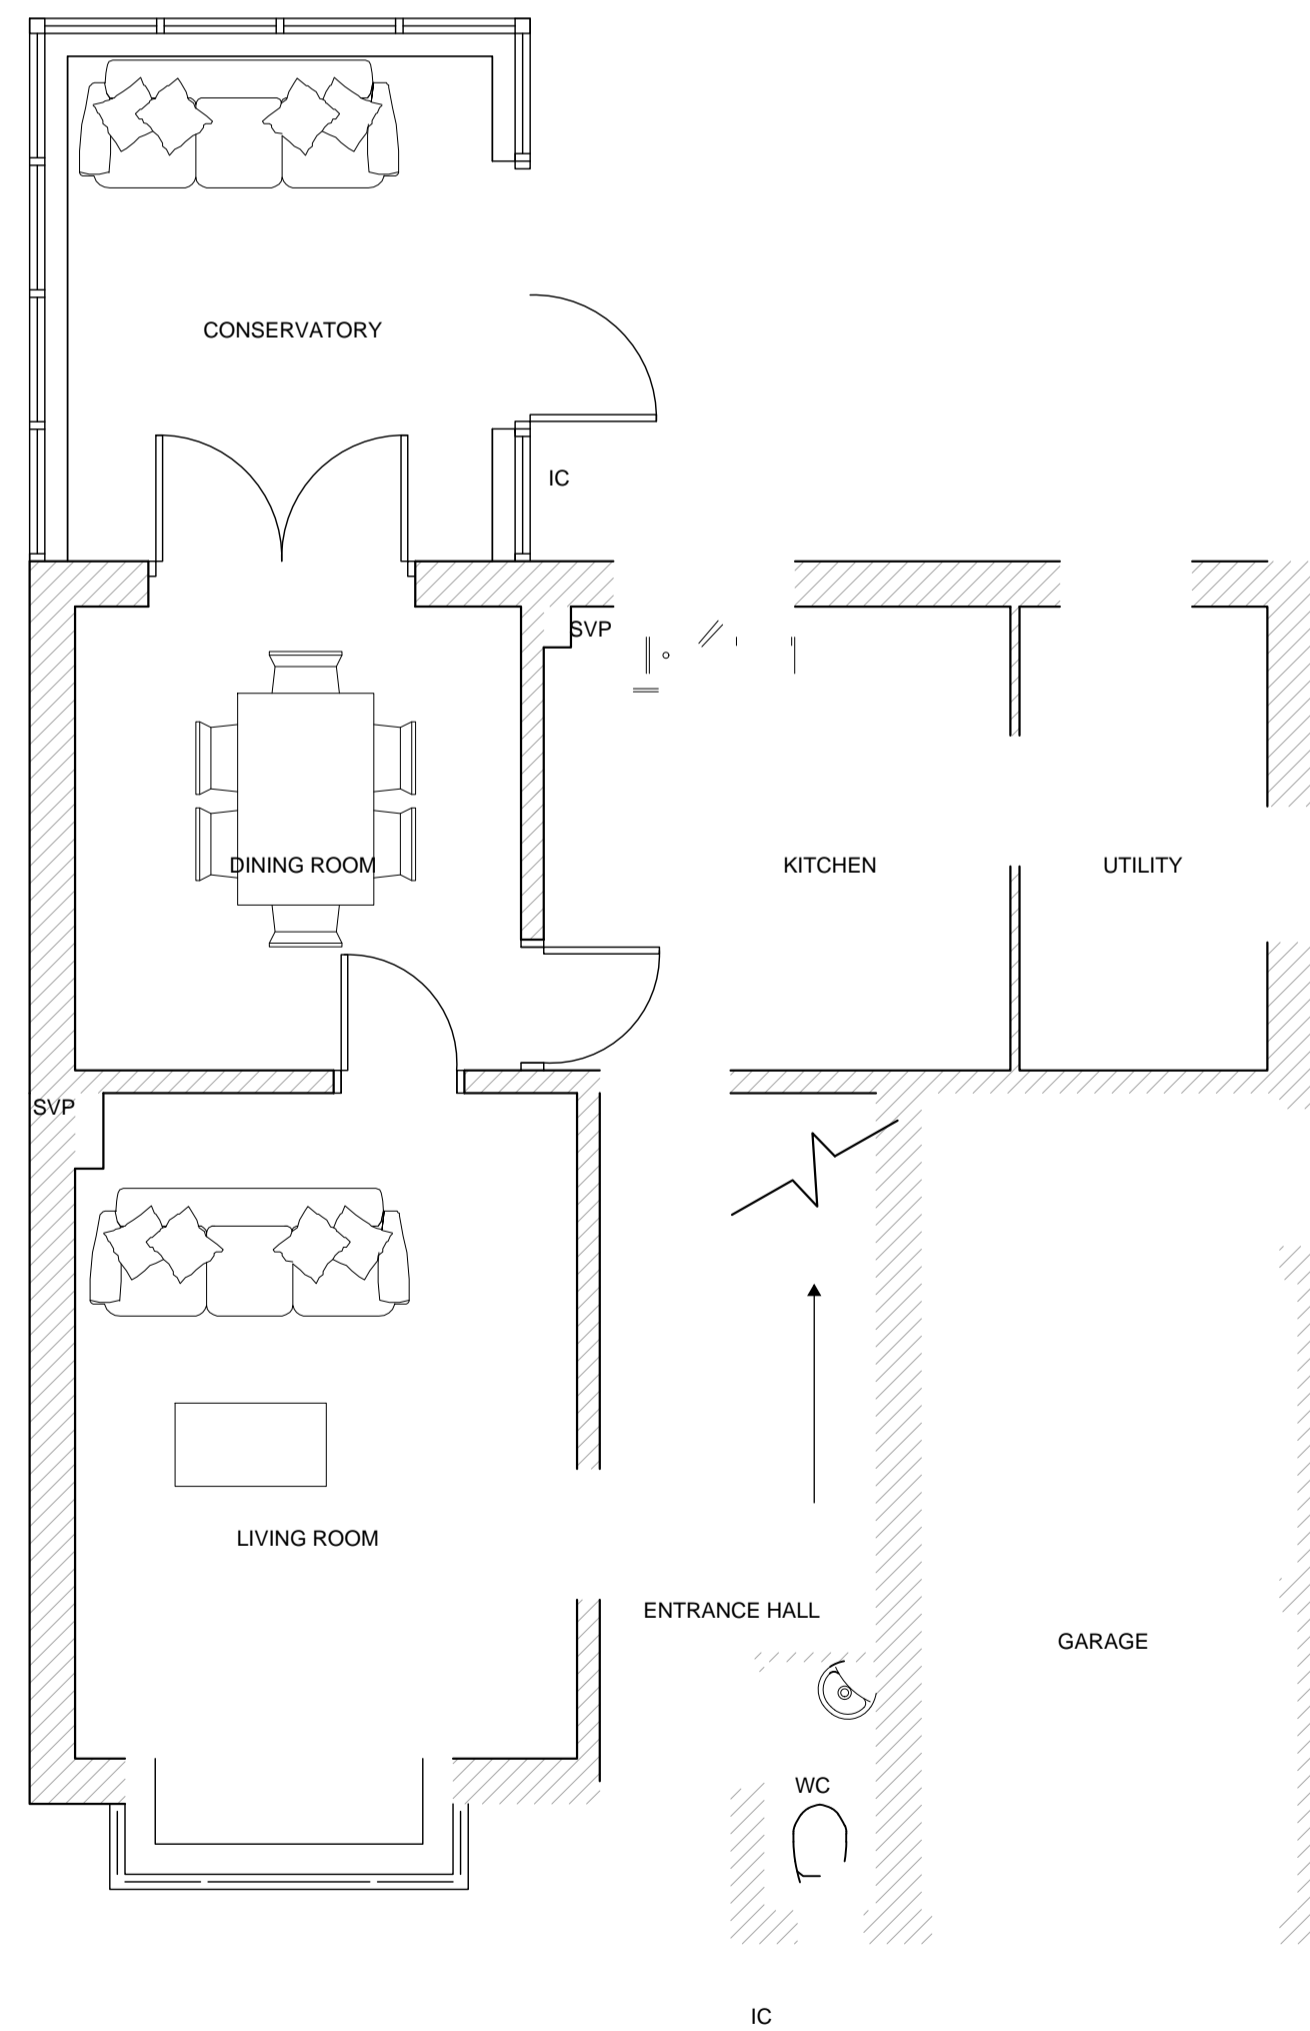 CONSERVATORY
IC
SVP
DINING ROOM
KITCHEN
UTILITY
SVP
LIVING ROOM
ENTRANCE HALL
GARAGE
WC
IC